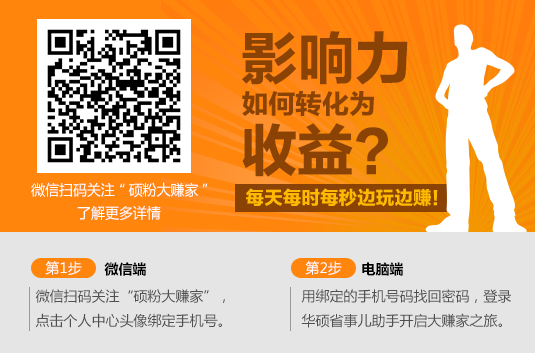 影响力
如何转化为
收益?
每天每时每秒边玩边赚!
微信扫码关注“硕粉大赚家”
了解更多详情
第1步 微信端
微信扫码关注“硕粉大赚家”，
点击个人中心头像绑定手机号。
第2步 电脑端
用绑定的手机号码找回密码，登录
华硕省事儿助手开启大赚家之旅。